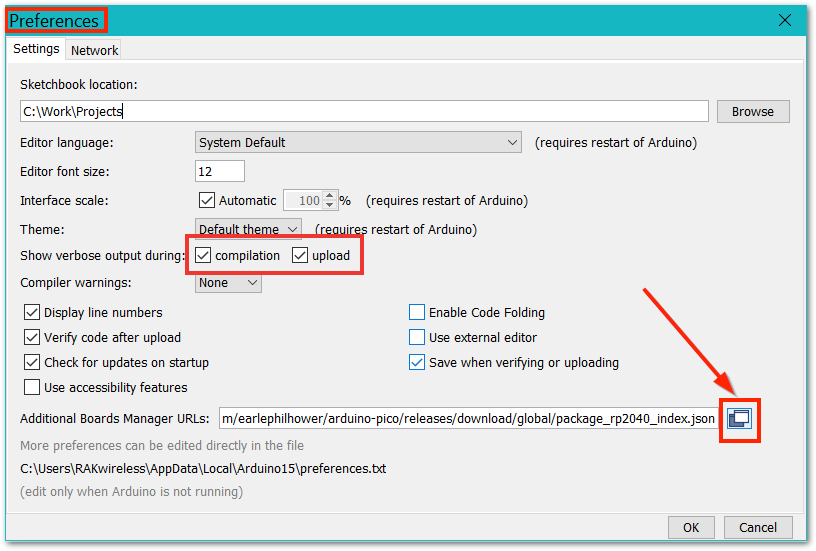 Preferences
Settings Network
Sketchbook location:
C:\Work\Projects Browse
Editor language: System Default (requires restart of Arduino)
Editor font size: 12
Interface scale: Automatic 100 % (requires restart of Arduino)
Theme: Default theme (requires restart of Arduino)
Show verbose output during: compilation upload
Compiler warnings: None
Display line numbers Enable Code Folding
Verify code after upload Use external editor
Check for updates on startup Save when verifying or uploading
Use accessibility features
Additional Boards Manager URLs: m/earlephilhower/arduino-pico/releases/download/global/package_rp2040_index.json
More preferences can be edited directly in the file
C:\Users\RAKwireless\AppData\Local\Arduino15\preferences.txt
(edit only when Arduino is not running)
OK Cancel